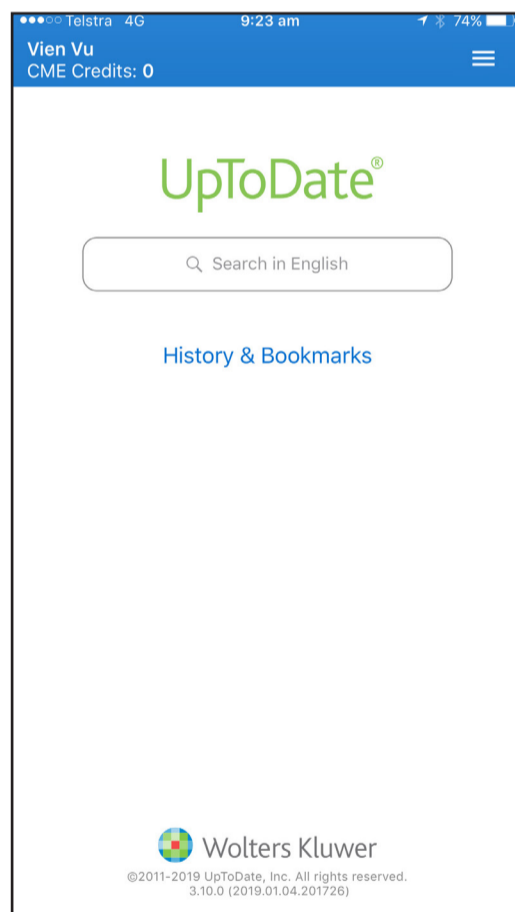 ●●●○○ Telstra 4G 9:23 am 74%
Vien Vu
CME Credits: 0
UpToDate®
Search in English
History & Bookmarks
Wolters Kluwer
©2011-2019 UpToDate, Inc. All rights reserved.
3.10.0 (2019.01.04.201726)